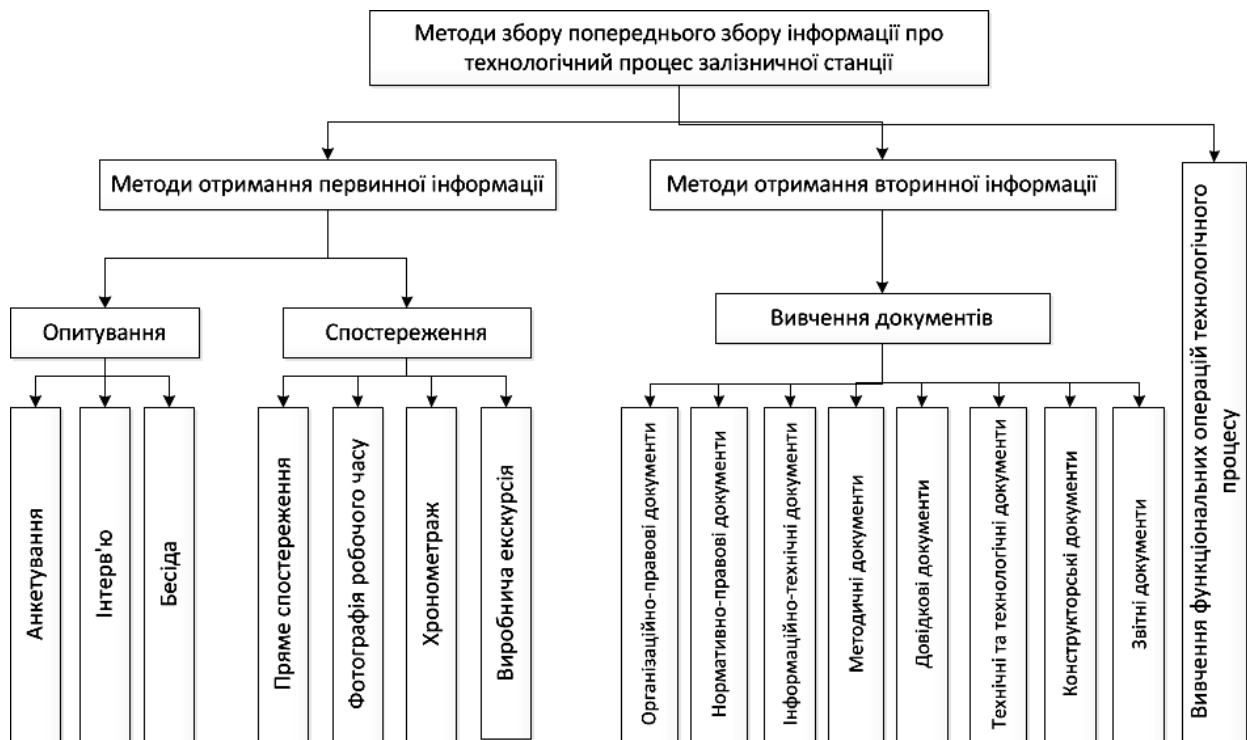 Методи збору попереднього збору інформації про
технологічний процес залізничної станції
Методи отримання первинної інформації
Методи отримання вторинної інформації
Вивчення функціональних операцій технологічного
процесу
Опитування
Спостереження
Вивчення документів
Анкетування
Інтерв'ю
Бесіда
Пряме спостереження
Фотографія робочого часу
Хронометраж
Виробнича екскурсія
Організаційно-правові документи
Нормативно-правові документи
Інформаційно-технічні документи
Методичні документи
Довідкові документи
Технічні та технологічні документи
Конструкторські документи
Звітні документи